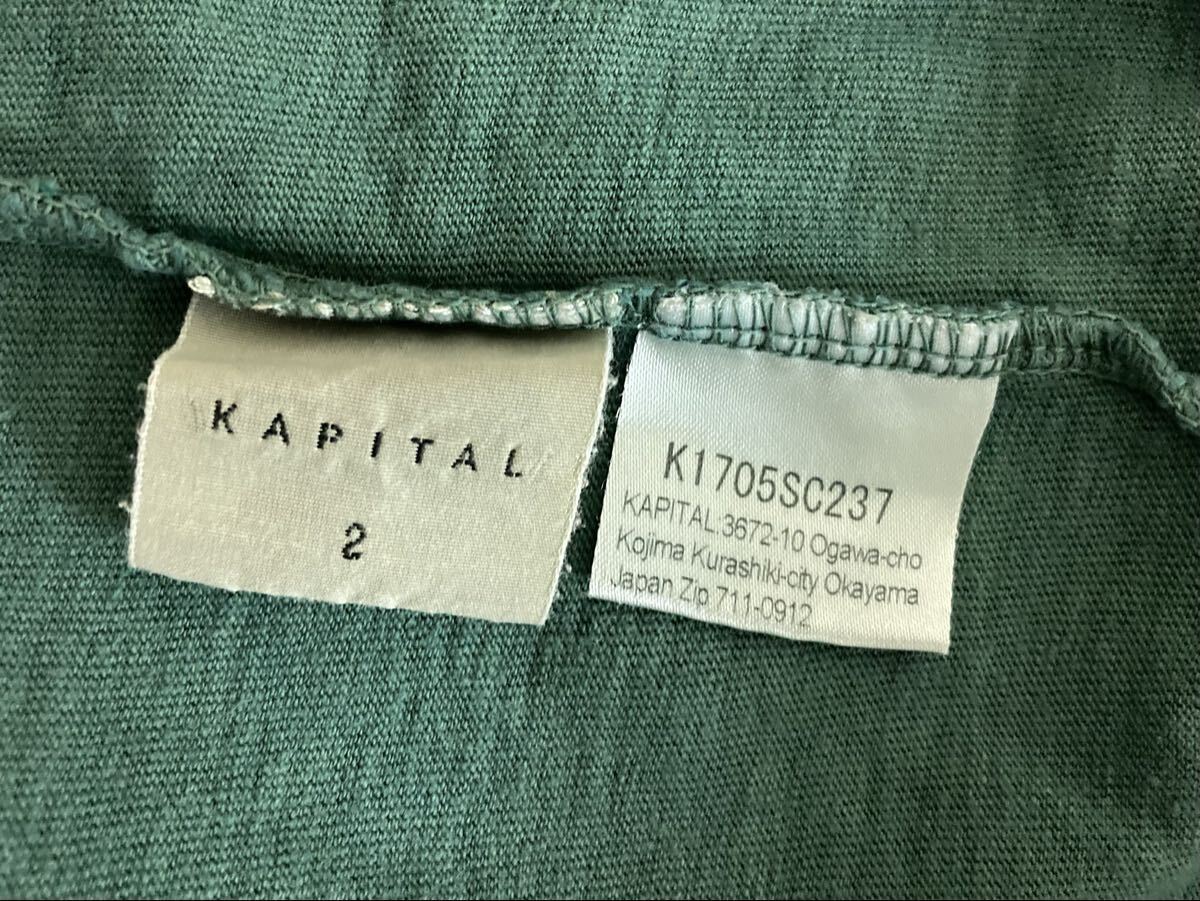 KAPITAL
2
K1705SC237
KAPITAL.3672-10 Ogawa-cho
Kojima Kurashiki-city Okayama
Japan Zip 711-0912